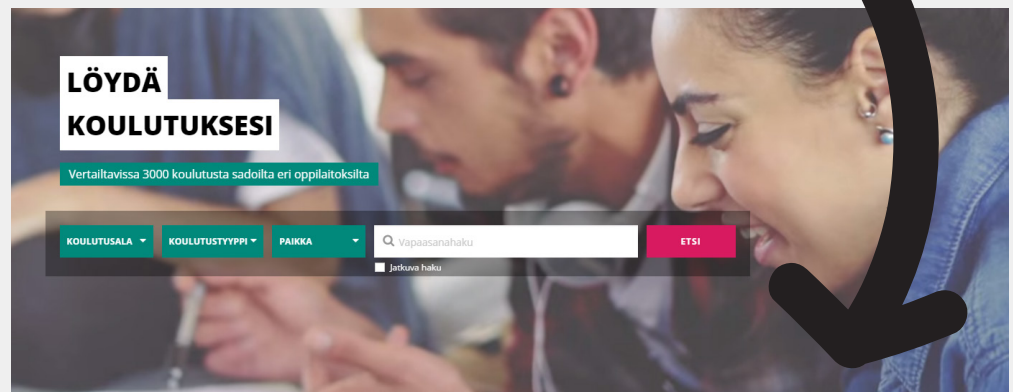 LÖYDÄ
KOULUTUKSESI
Vertailtavissa 3000 koulutusta sadoilta eri oppilaitoksilta
KOULUTUSALA KOULUTUSTYYPPI PAIKKA Vapaasanahaku ETSI
Jatkuva haku